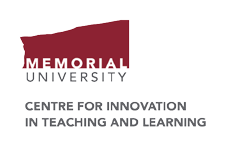 MEMORIAL
UNIVERSITY
CENTRE FOR INNOVATION
IN TEACHING AND LEARNING